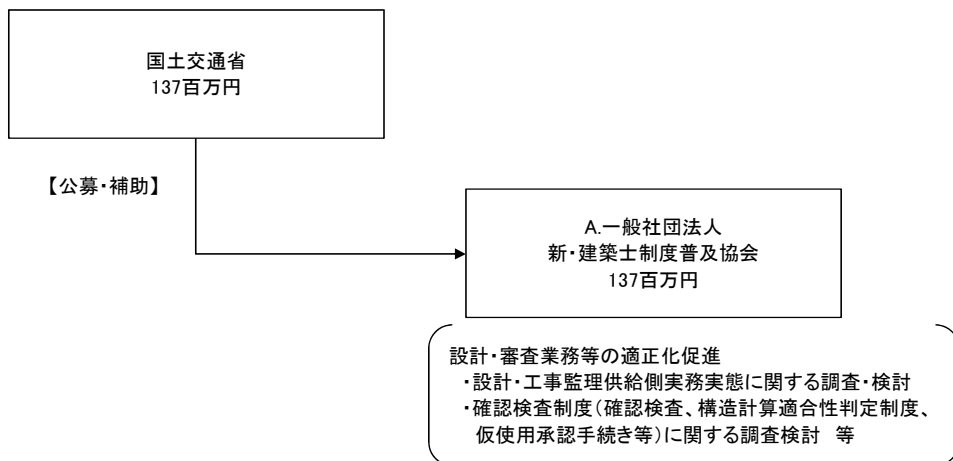 国土交通省
137百万円
【公募・補助】
A.一般社団法人
新・建築士制度普及協会
137百万円
設計・審査業務等の適正化促進
・設計・工事監理供給側実務実態に関する調査・検討
・確認検査制度(確認検査、構造計算適合性判定制度、
仮使用承認手続き等)に関する調査検討　等